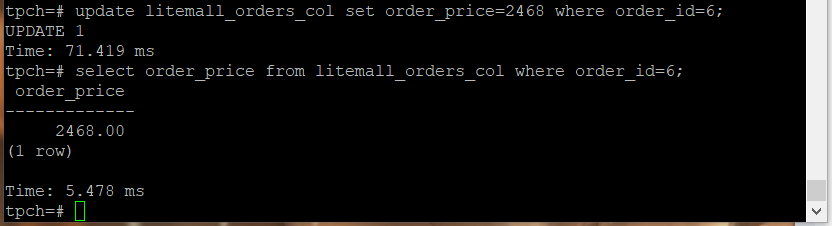 tpch=# update litemall_orders_col set order_price=2468 where order_id=6;
UPDATE 1
Time: 71.419 ms
tpch=# select order_price from litemall_orders_col where order_id=6;
 order_price
-------------
     2468.00
(1 row)

Time: 5.478 ms
tpch=#